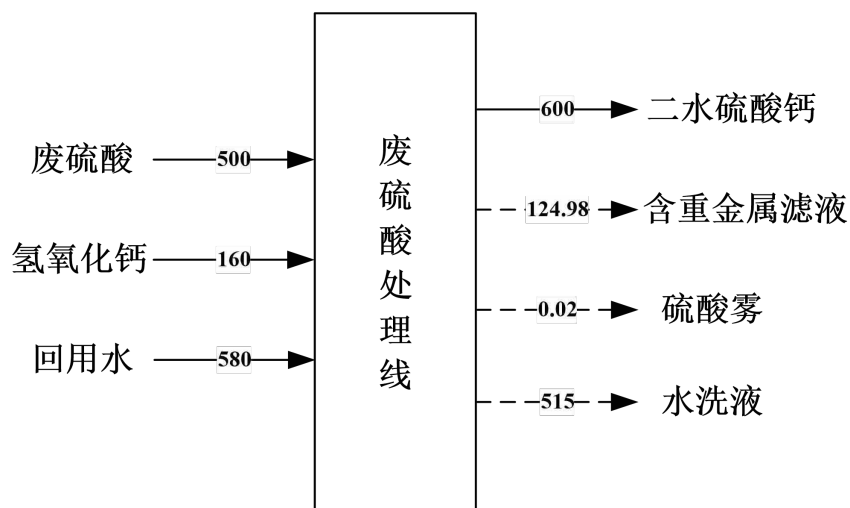 废硫酸
500
氢氧化钙
160
回用水
580
废硫酸处理线
600
二水硫酸钙
124.98
含重金属滤液
0.02
硫酸雾
515
水洗液